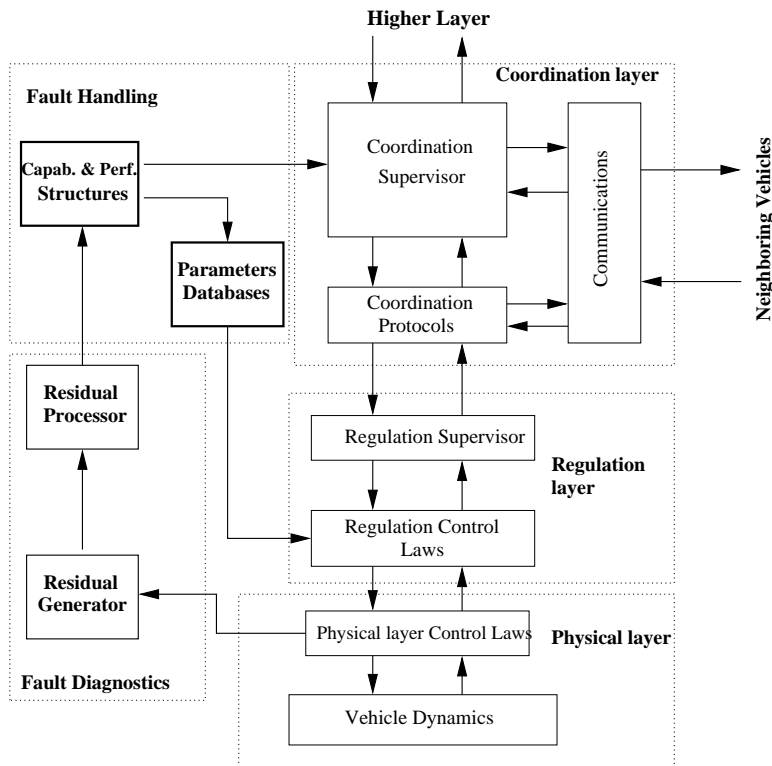 Higher Layer
Coordination layer
Fault Handling
Capab. & Perf.
Structures
Coordination
Supervisor
Communications
Neighboring Vehicles
Parameters
Databases
Coordination
Protocols
Residual
Processor
Regulation Supervisor
Regulation
layer
Regulation Control
Laws
Residual
Generator
Physical layer Control Laws
Physical layer
Fault Diagnostics
Vehicle Dynamics